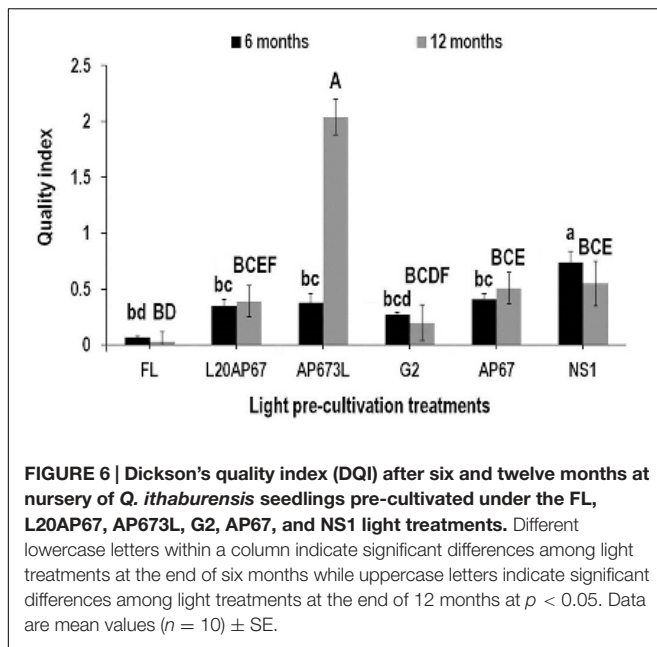 ■ 6 months ■ 12 months
Quality index
2.5
2
1.5
1
0.5
0
bd BD
bc BCEF
bc A
bcd BCDF
bc BCE
a BCE
FL L20AP67 AP673L G2 AP67 NS1
Light pre-cultivation treatments
FIGURE 6 | Dickson's quality index (DQI) after six and twelve months at
nursery of Q. ithaburensis seedlings pre-cultivated under the FL,
L20AP67, AP673L, G2, AP67, and NS1 light treatments. Different
lowercase letters within a column indicate significant differences among light
treatments at the end of six months while uppercase letters indicate significant
differences among light treatments at the end of 12 months at p < 0.05. Data
are mean values (n = 10) ± SE.